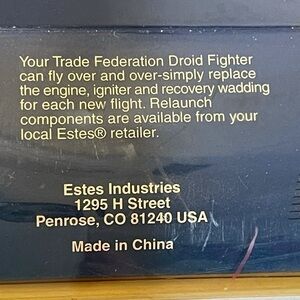 Your Trade Federation Droid Fighter
can fly over and over-simply replace
the engine, igniter and recovery wadding
for each new flight. Relaunch
components are available from your
local Estes® retailer.
Estes Industries
1295 H Street
Penrose, CO 81240 USA
Made in China